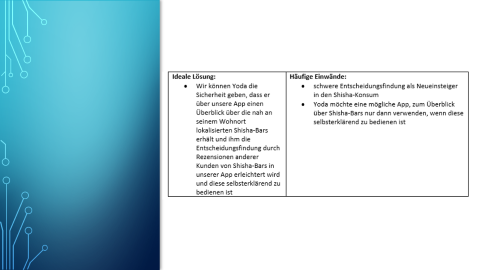 Ideale Lösung:
• Wir können Yoda die
Sicherheit geben, dass er
über unsere App einen
Überblick über die nah an
seinem Wohnort
lokalisierten Shisha-Bars
erhält und ihm die
Entscheidungsfindung durch
Rezensionen anderer
Kunden von Shisha-Bars in
unserer App erleichtert wird
und diese selbsterklärend zu
bedienen ist
Häufige Einwände:
• schwere Entscheidungsfindung als Neueinsteiger
in den Shisha-Konsum
• Yoda möchte eine mögliche App, zum Überblick
über Shisha-Bars nur dann verwenden, wenn diese
selbsterklärend zu bedienen ist